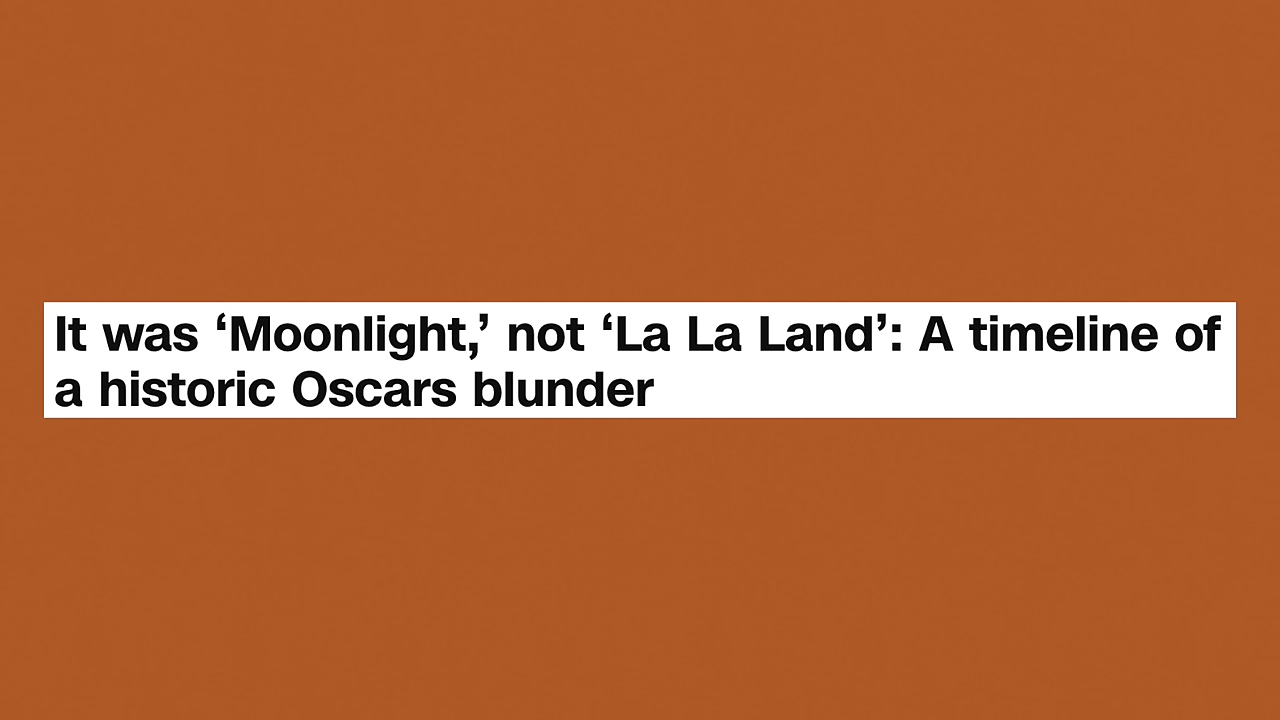 It was ‘Moonlight,’ not ‘La La Land’: A timeline of
a historic Oscars blunder